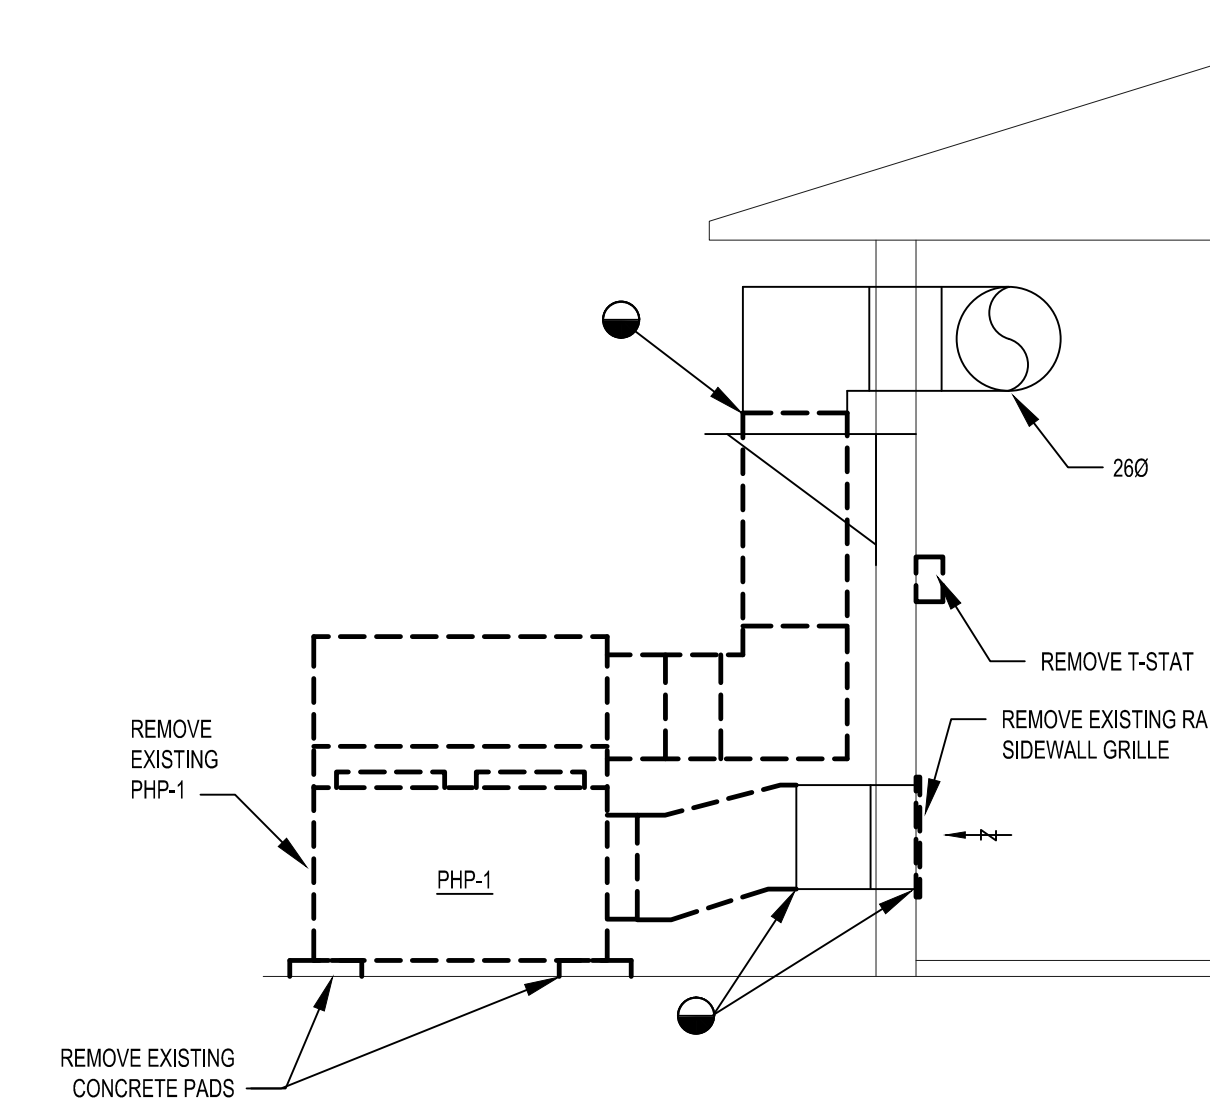 26Ø
REMOVE T-STAT
REMOVE EXISTING RA
SIDEWALL GRILLE
REMOVE
EXISTING
PHP-1
Z
PHP-1
REMOVE EXISTING
CONCRETE PADS